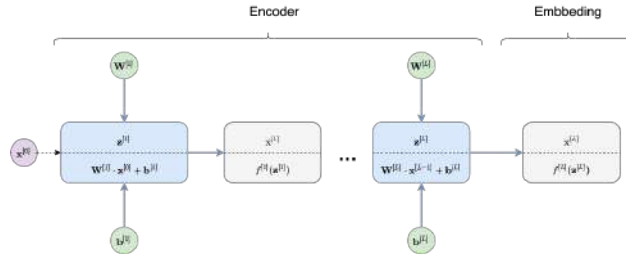 Encoder
Embbeding
W^[1]
W^[L]
z^[1]
x^[1]
z^[L]
x^[L]
x^[0]
...
W^[1] · x^[0] + b^[1]
f^[1](z^[1])
W^[L] · x^[L-1] + b^[L]
f^[L](z^[L])
b^[1]
b^[L]